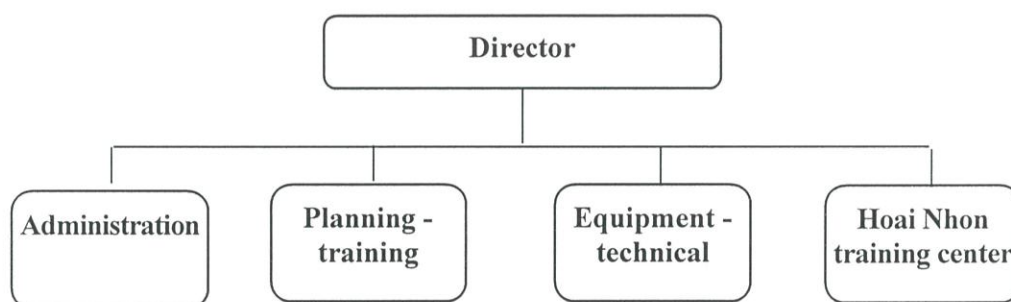 Director
Administration
Planning -
training
Equipment -
technical
Hoai Nhon
training center